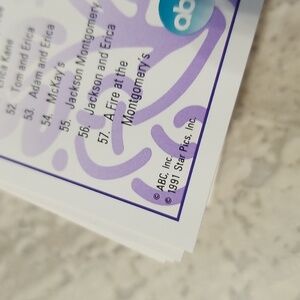 Erica Kane
52. Tom and Erica
53. Adam and Erica
54. McKay's
55. Jackson Montgomery,
56. Jackson and Erica
57. A Fire at the
Montgomery's
abc
© ABC, Inc.
© 1991 Star Pics, Inc.